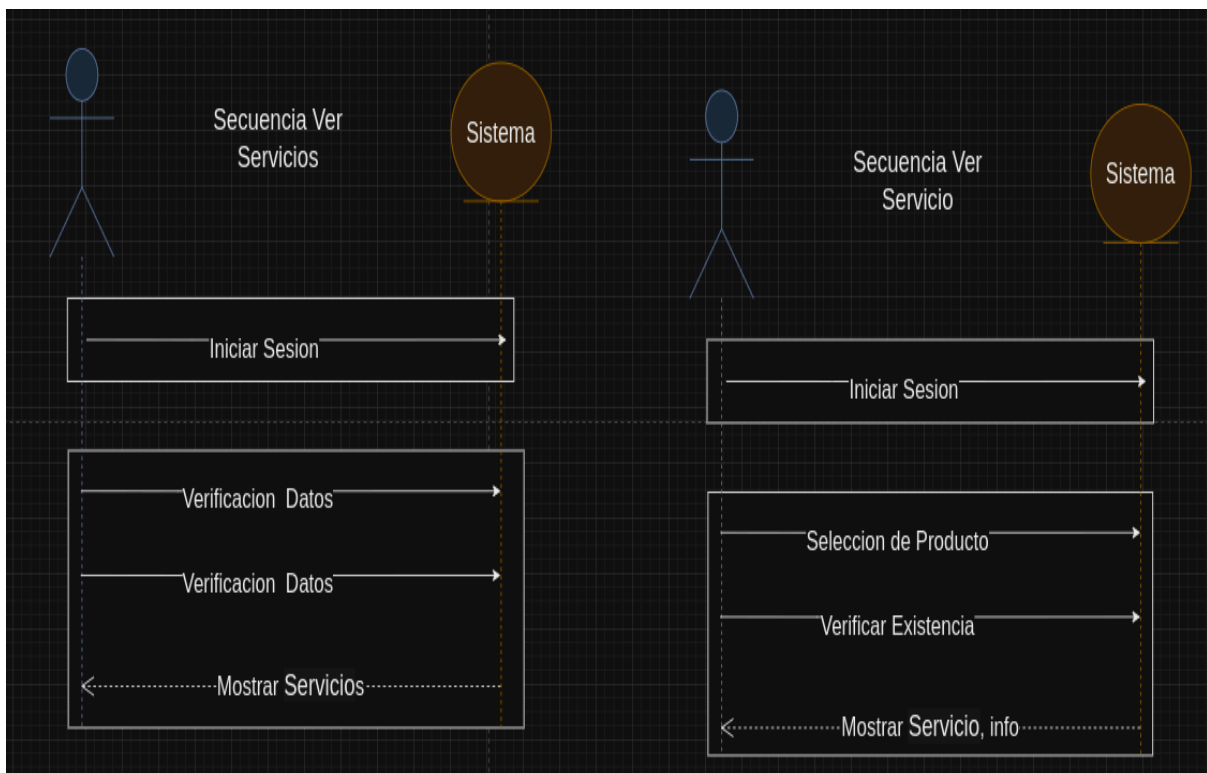 Secuencia Ver
Servicios
Sistema
Iniciar Sesion
Verificacion  Datos
Verificacion  Datos
Mostrar Servicios
Secuencia Ver
Servicio
Sistema
Iniciar Sesion
Seleccion de Producto
Verificar Existencia
Mostrar Servicio, info